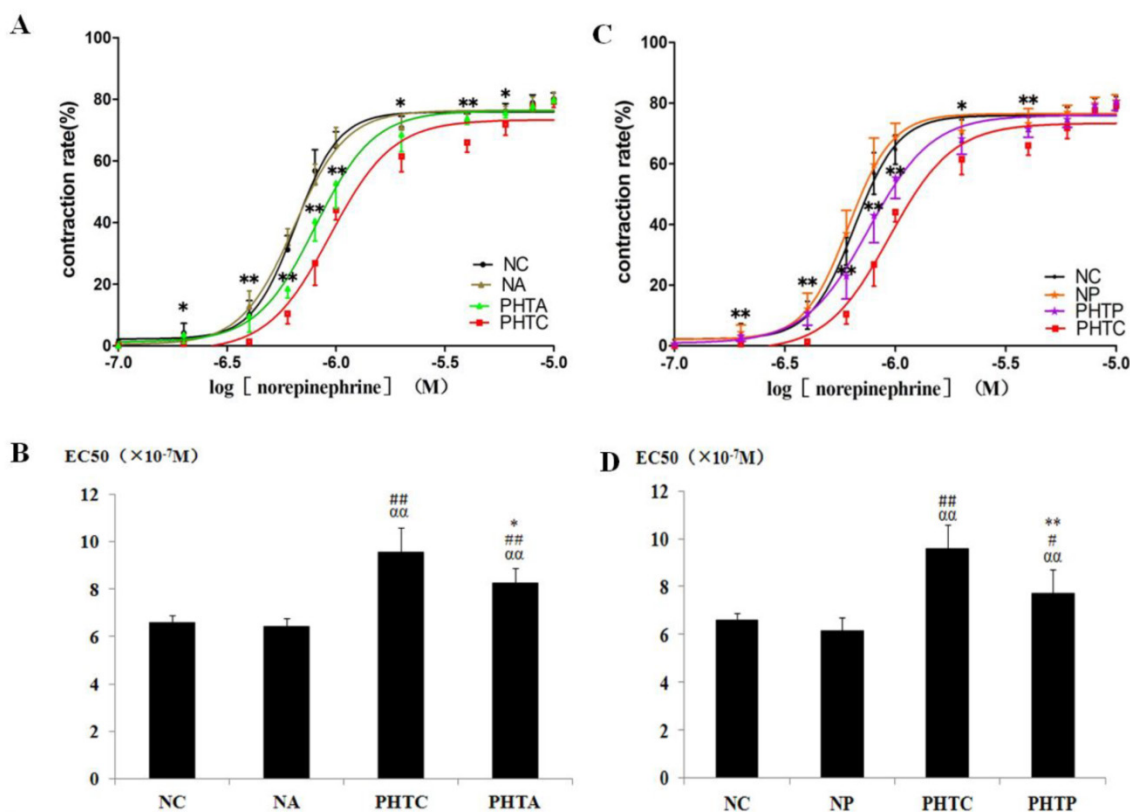 A
100
80
60
40
20
0
contraction rate(%)
*
**
**
**
**
*
**
*
NC
NA
PHTA
PHTC
-7.0
-6.5
-6.0
-5.5
-5.0
log [ norepinephrine ] (M)
C
100
80
60
40
20
0
contraction rate(%)
**
**
**
**
**
*
**
NC
NP
PHTP
PHTC
-7.0
-6.5
-6.0
-5.5
-5.0
log [ norepinephrine ] (M)
B
EC50 (×10-7M)
12
10
8
6
4
2
0
##
αα
*
##
αα
NC
NA
PHTC
PHTA
D
EC50 (×10-7M)
12
10
8
6
4
2
0
##
αα
**
#
αα
NC
NP
PHTC
PHTP